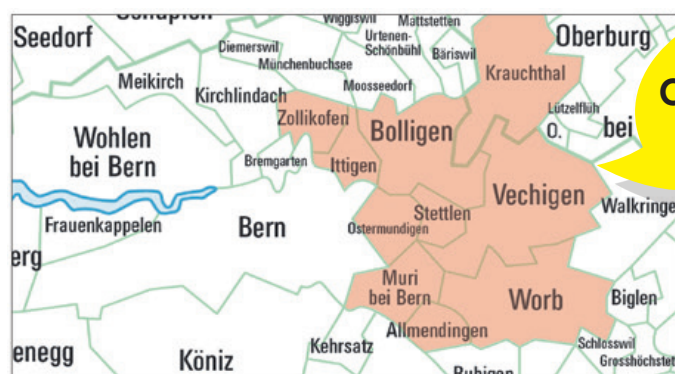 Wiggiswil
Mattstetten
Seedorf
Urtenen-
Schönbühl
Oberburg
Diemerswil
Bäriswil
Münchenbuchsee
Krauchthal
Meikirch
Kirchlindach
Moosseedorf
Lützelflüh
Zollikofen
Bolligen
O.
bei
Wohlen
bei Bern
Bremgarten
Ittigen
Vechigen
Stettlen
Walkringe
Frauenkappelen
Bern
Ostermundigen
erg
Muri
bei Bern
Worb
Biglen
Allmendingen
Kehrsatz
Schlosswil
enegg
Köniz
Grosshöchstet